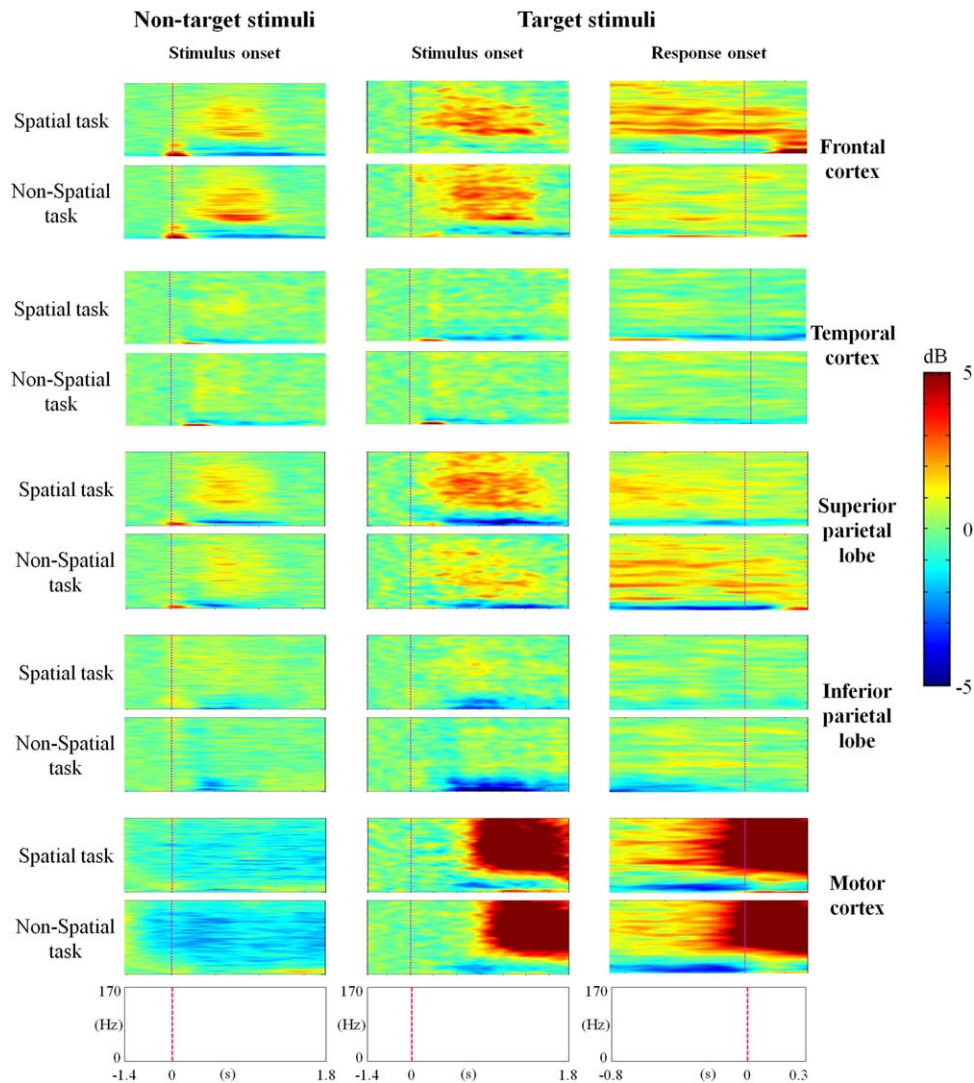 Non-target stimuli
Target stimuli
Stimulus onset
Stimulus onset
Response onset
Spatial task
Non-Spatial
task
Frontal
cortex
Spatial task
Non-Spatial
task
Temporal
cortex
Spatial task
Non-Spatial
task
Superior
parietal
lobe
Spatial task
Non-Spatial
task
Inferior
parietal
lobe
Spatial task
Non-Spatial
task
Motor
cortex
dB
5
0
-5
170
(Hz)
0
-1.4
0
(s)
1.8
170
(Hz)
0
-1.4
0
(s)
1.8
170
(Hz)
0
-0.8
(s)
0
0.3